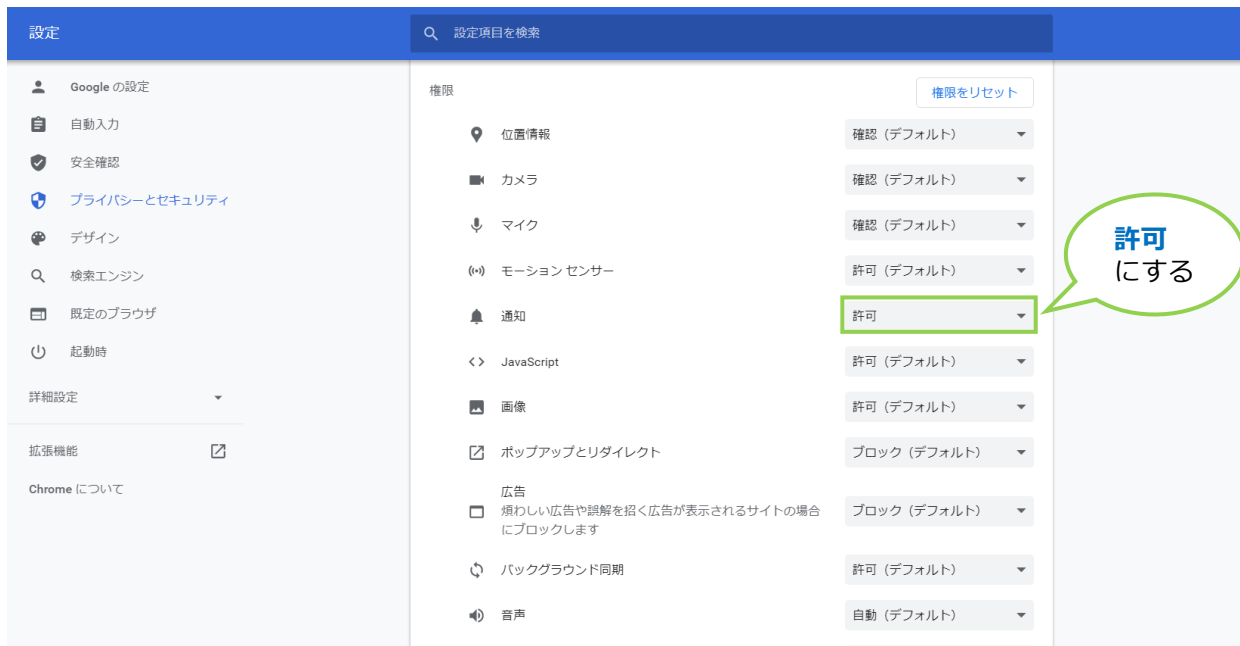 設定
設定項目を検索
Google の設定
自動入力
安全確認
プライバシーとセキュリティ
デザイン
検索エンジン
既定のブラウザ
起動時
詳細設定
拡張機能
Chrome について
権限
権限をリセット
位置情報
確認（デフォルト）
カメラ
確認（デフォルト）
マイク
確認（デフォルト）
モーション センサー
許可（デフォルト）
通知
許可
JavaScript
許可（デフォルト）
画像
許可（デフォルト）
ポップアップとリダイレクト
ブロック（デフォルト）
広告
煩わしい広告や誤解を招く広告が表示されるサイトの場合
にブロックします
ブロック（デフォルト）
バックグラウンド同期
許可（デフォルト）
音声
自動（デフォルト）
許可
にする